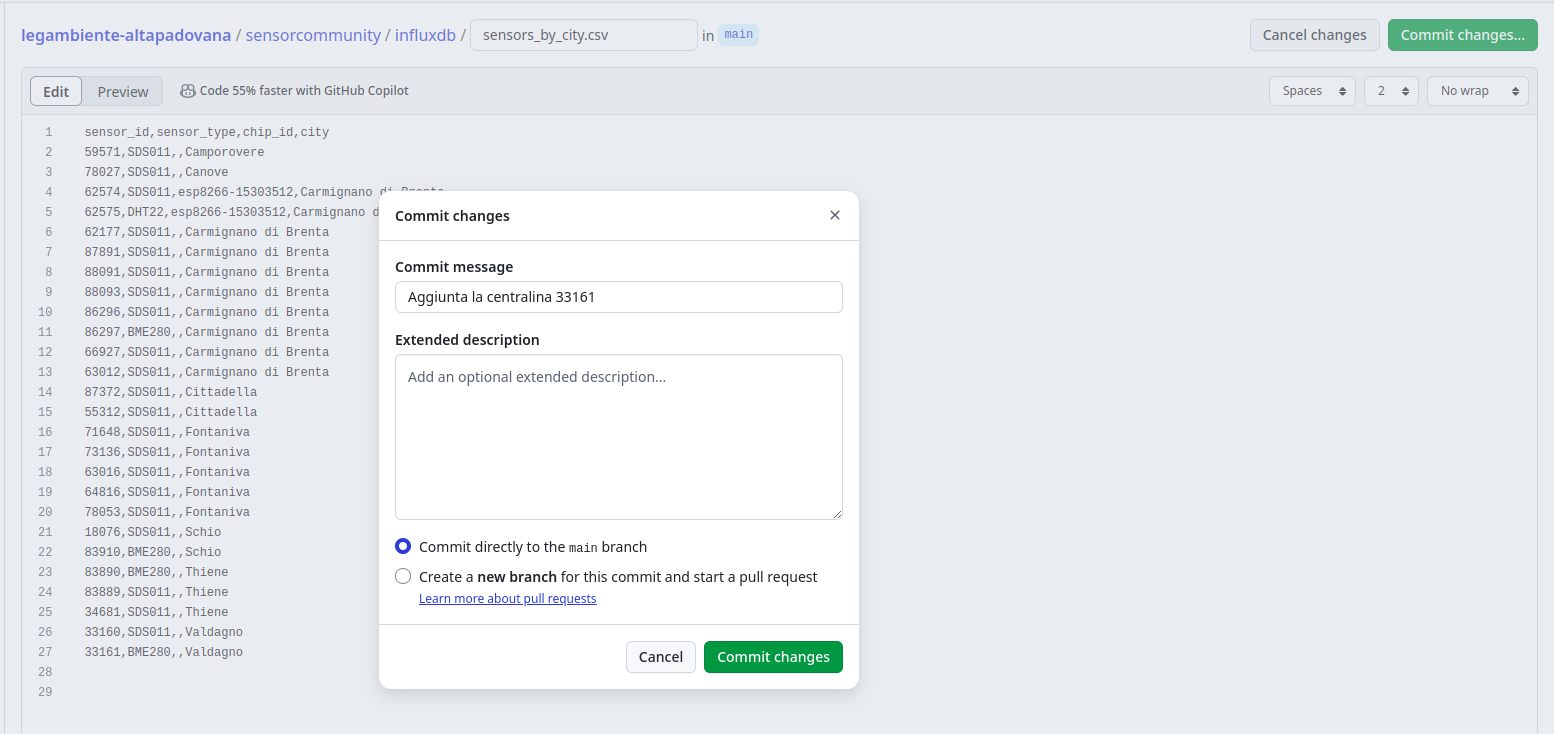 legambiente-altapadovana / sensorcommunity / influxdb / sensors_by_city.csv in main Cancel changes Commit changes...
Edit Preview Code 55% faster with GitHub Copilot Spaces 2 No wrap
1 sensor_id,sensor_type,chip_id,city
2 59571,SDS011,,Camporovere
3 78027,SDS011,,Canove
4 62574,SDS011,esp8266-15303512,Carmignano di Brenta
5 62575,DHT22,esp8266-15303512,Carmignano d
6 62177,SDS011,,Carmignano di Brenta
7 87891,SDS011,,Carmignano di Brenta
8 88091,SDS011,,Carmignano di Brenta
9 88093,SDS011,,Carmignano di Brenta
10 86296,SDS011,,Carmignano di Brenta
11 86297,BME280,,Carmignano di Brenta
12 66927,SDS011,,Carmignano di Brenta
13 63012,SDS011,,Carmignano di Brenta
14 87372,SDS011,,Cittadella
15 55312,SDS011,,Cittadella
16 71648,SDS011,,Fontaniva
17 73136,SDS011,,Fontaniva
18 63016,SDS011,,Fontaniva
19 64816,SDS011,,Fontaniva
20 78053,SDS011,,Fontaniva
21 18076,SDS011,,Schio
22 83910,BME280,,Schio
23 83890,BME280,,Thiene
24 83889,SDS011,,Thiene
25 34681,SDS011,,Thiene
26 33160,SDS011,,Valdagno
27 33161,BME280,,Valdagno
28
29
Commit changes
Commit message
Aggiunta la centralina 33161
Extended description
Add an optional extended description...
Commit directly to the main branch
Create a new branch for this commit and start a pull request
Learn more about pull requests
Cancel Commit changes